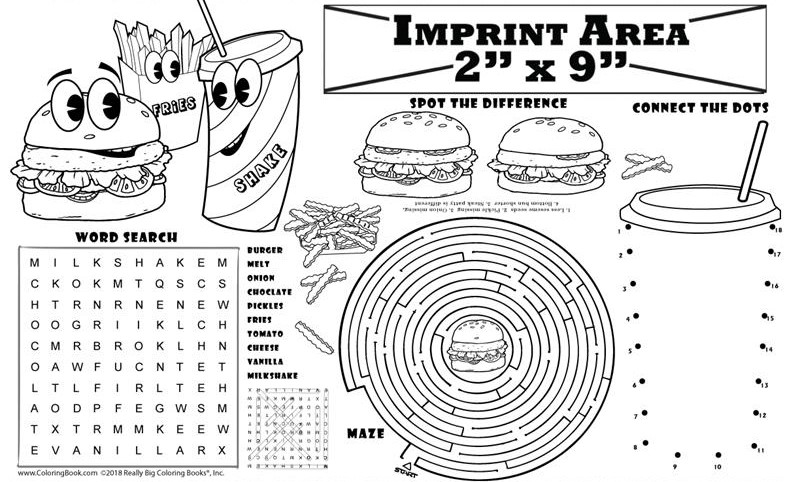 IMPRINT AREA
2" x 9"
FRIES
SHAKE
SPOT THE DIFFERENCE
CONNECT THE DOTS
1. Less sesame seeds 2. Pickle missing 3. Onion missing.
4. Bottom bun shorter 5. Steak patty is different
WORD SEARCH
M I L K S H A K E M
C K O K M T Q S C S
H T R N R N E N E W
O O G R I I K L C H
C M R B R O K L H N
O A W F U C N T E T
L T L F I R L T E H
A O D P F E G W S M
T X T R M M K E E W
E V A N I L L A R X
BURGER
MELT
ONION
CHOCLATE
PICKLES
FRIES
TOMATO
CHEESE
VANILLA
MILKSHAKE
MAZE
START
1
2
3
4
5
6
7
8
9
10
11
12
13
14
15
16
17
18
www.ColoringBook.com ©2018 Really Big Coloring Books®, Inc.